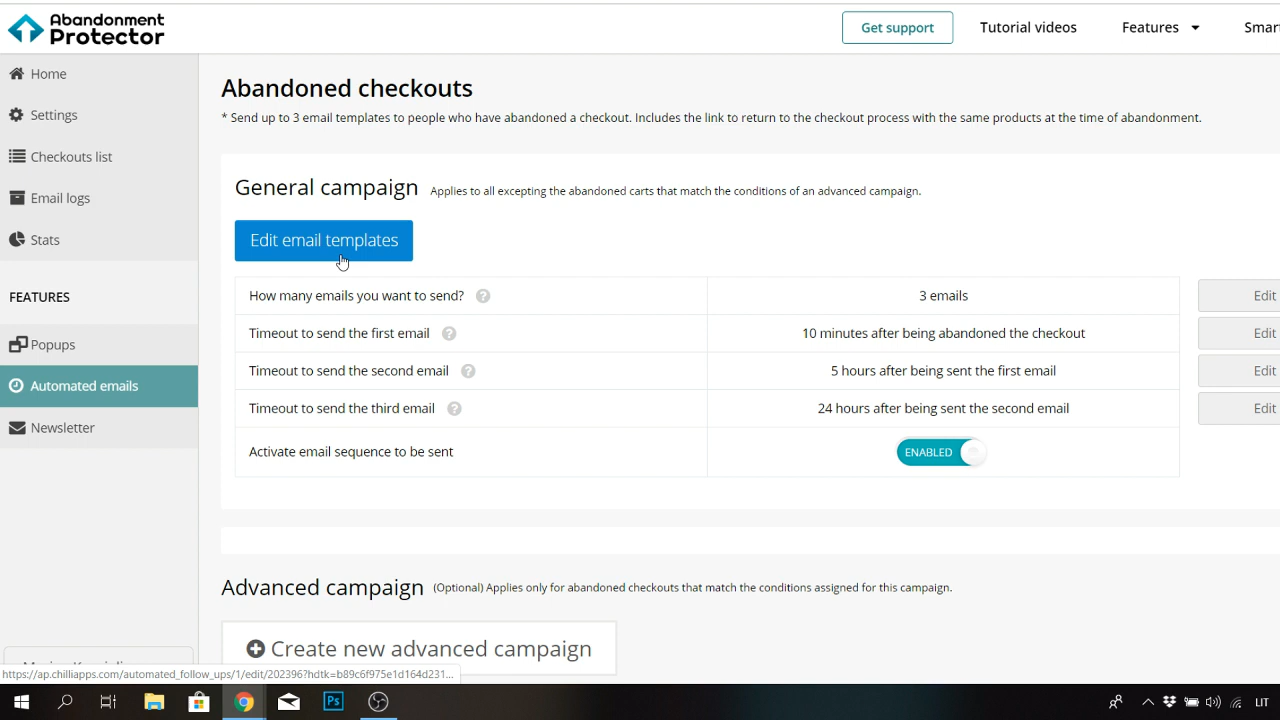 Abandonment
Protector
Get support
Tutorial videos
Features
Smar
Home
Settings
Checkouts list
Email logs
Stats
FEATURES
Popups
Automated emails
Newsletter
Abandoned checkouts
* Send up to 3 email templates to people who have abandoned a checkout. Includes the link to return to the checkout process with the same products at the time of abandonment.
General campaign Applies to all excepting the abandoned carts that match the conditions of an advanced campaign.
Edit email templates
How many emails you want to send? ? 3 emails Edit
Timeout to send the first email ? 10 minutes after being abandoned the checkout Edit
Timeout to send the second email ? 5 hours after being sent the first email Edit
Timeout to send the third email ? 24 hours after being sent the second email Edit
Activate email sequence to be sent ENABLED
Advanced campaign (Optional) Applies only for abandoned checkouts that match the conditions assigned for this campaign.
Create new advanced campaign
https://ap.chilliapps.com/automated_follow_ups/1/edit/202396?hdtk=b89c6f975e1d164d231...
Ps
LIT